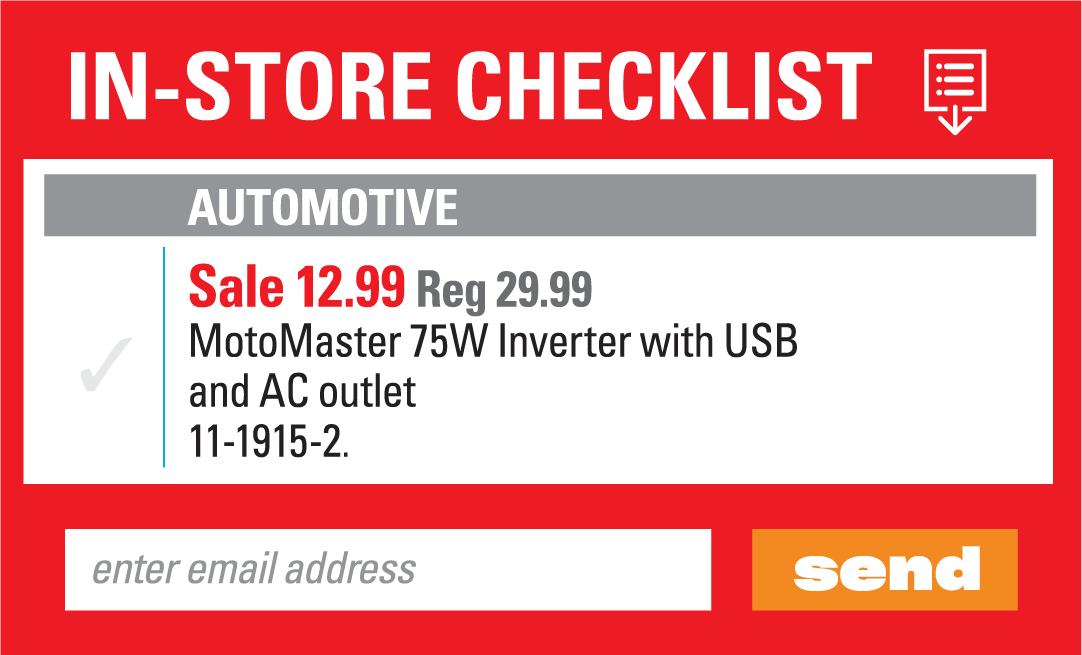 IN-STORE CHECKLIST
AUTOMOTIVE
Sale 12.99 Reg 29.99
MotoMaster 75W Inverter with USB
and AC outlet
11-1915-2.
enter email address
send